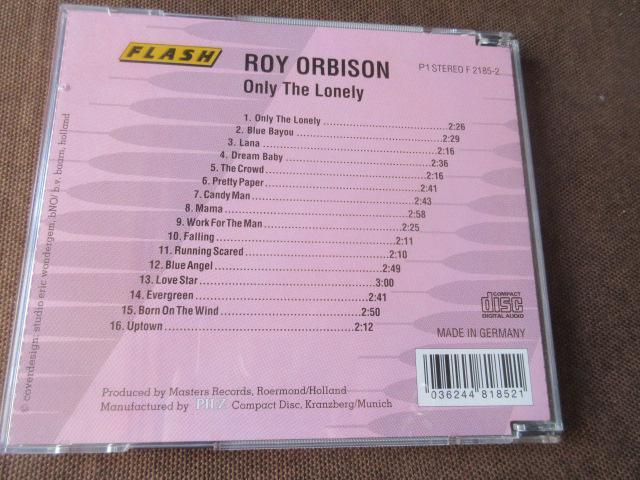 FLASH
ROY ORBISON
P1 STEREO F 2185-2
Only The Lonely
1. Only The Lonely 2:26
2. Blue Bayou 2:29
3. Lana 2:16
4. Dream Baby 2:36
5. The Crowd 2:16
6. Pretty Paper 2:41
7. Candy Man 2:43
8. Mama 2:58
9. Work For The Man 2:25
10. Falling 2:11
11. Running Scared 2:10
12. Blue Angel 2:49
13. Love Star 3:00
14. Evergreen 2:41
15. Born On The Wind 2:50
16. Uptown 2:12
COMPACT
disc
DIGITAL AUDIO
MADE IN GERMANY
036244 818521
Produced by Masters Records, Roermond/Holland
Manufactured by PILZ Compact Disc, Kranzberg/Munich
© coverdesign: studio eric wondergem. bNO/ b.v. baarn, holland